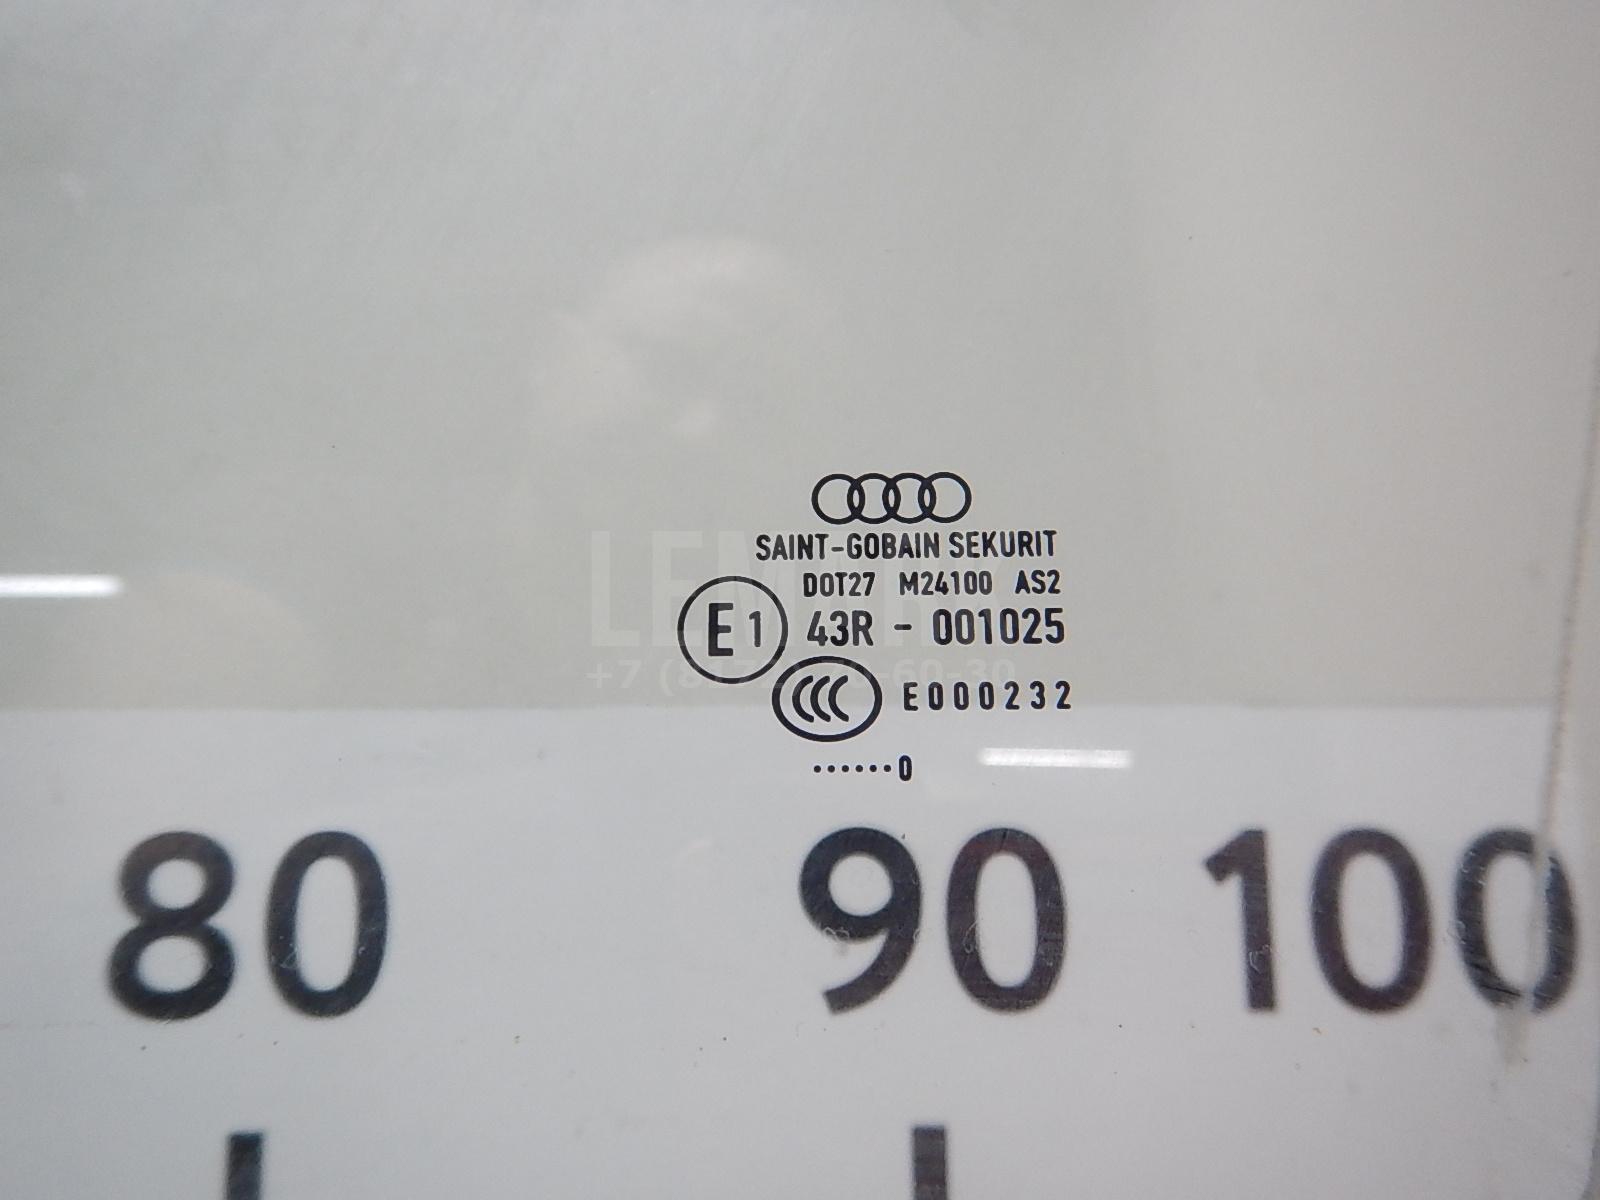 SAINT-GOBAIN SEKURIT
DOT27 M24100 AS2
E1 43R - 001025
CCC E000232
······0
80 90 100